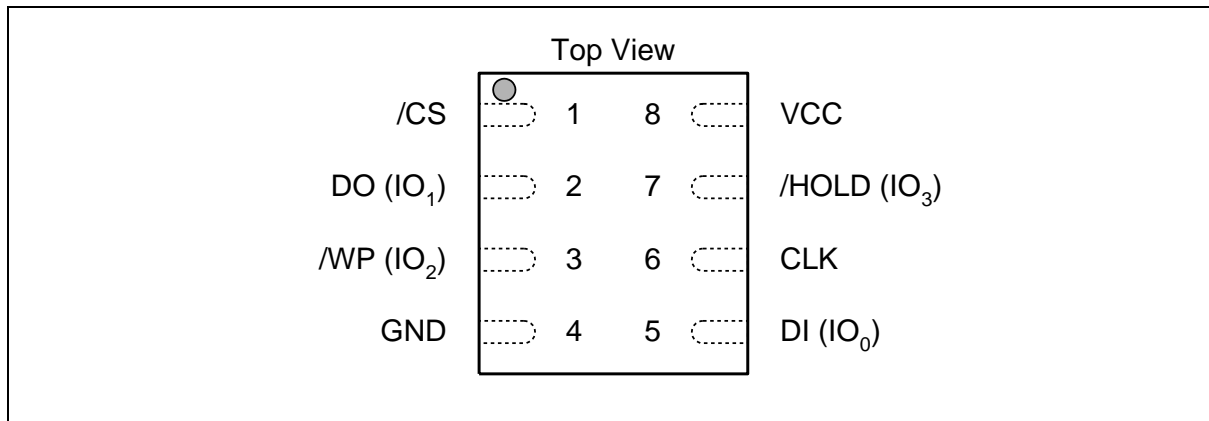 Top View
/CS 1 8 VCC
DO (IO₁) 2 7 /HOLD (IO₃)
/WP (IO₂) 3 6 CLK
GND 4 5 DI (IO₀)